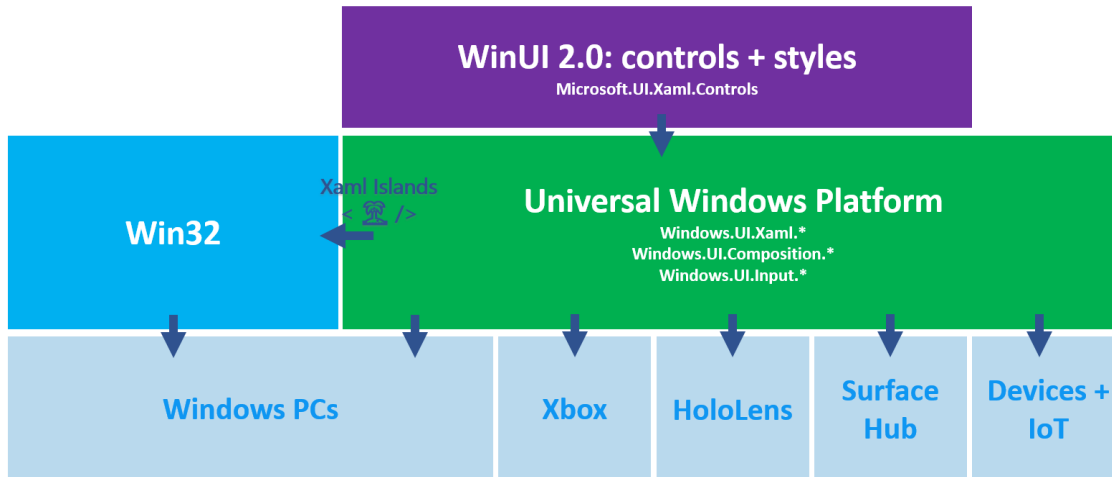 WinUI 2.0: controls + styles
Microsoft.UI.Xaml.Controls
Xaml Islands
< />
Win32
Universal Windows Platform
Windows.UI.Xaml.*
Windows.UI.Composition.*
Windows.UI.Input.*
Windows PCs
Xbox
HoloLens
Surface
Hub
Devices +
IoT